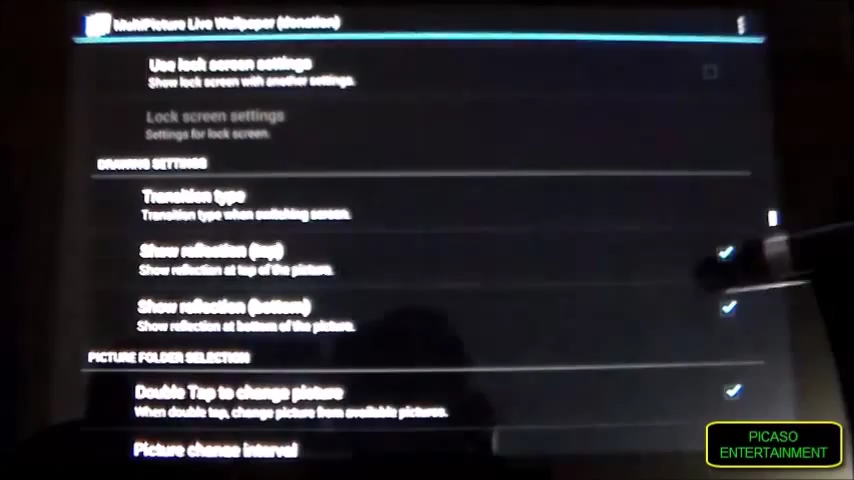 MultiPicture Live Wallpaper (donation)
Use lock screen settings
Show lock screen with another settings.
Lock screen settings
Settings for lock screen.
DRAWING SETTINGS
Transition type
Transition type when switching screen.
Show reflection (top)
Show reflection at top of the picture.
Show reflection (bottom)
Show reflection at bottom of the picture.
PICTURE FOLDER SELECTION
Double Tap to change picture
When double tap, change picture from available pictures.
Picture change interval
PICASO
ENTERTAINMENT